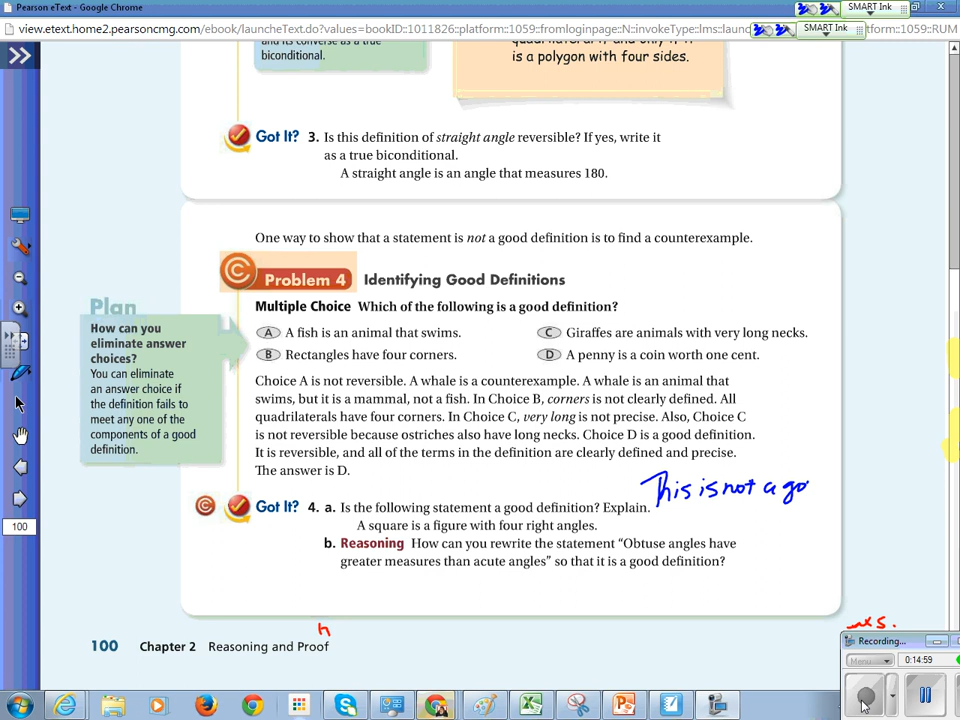 Pearson eText - Google Chrome
SMART Ink
view.etext.home2.pearsoncmg.com/ebook/launcheText.do?values=bookID::1011826::platform::1059::fromloginpage::N::invokeType::lms::laun
SMART Ink
tform::1059::RUM
and its converse as a true
biconditional.
is a polygon with four sides.
Got It? 3. Is this definition of straight angle reversible? If yes, write it
as a true biconditional.
A straight angle is an angle that measures 180.
One way to show that a statement is not a good definition is to find a counterexample.
Problem 4 Identifying Good Definitions
Multiple Choice Which of the following is a good definition?
A A fish is an animal that swims.
C Giraffes are animals with very long necks.
B Rectangles have four corners.
D A penny is a coin worth one cent.
Plan
How can you
eliminate answer
choices?
You can eliminate
an answer choice if
the definition fails to
meet any one of the
components of a good
definition.
Choice A is not reversible. A whale is a counterexample. A whale is an animal that
swims, but it is a mammal, not a fish. In Choice B, corners is not clearly defined. All
quadrilaterals have four corners. In Choice C, very long is not precise. Also, Choice C
is not reversible because ostriches also have long necks. Choice D is a good definition.
It is reversible, and all of the terms in the definition are clearly defined and precise.
The answer is D.
This is not a go
Got It? 4. a. Is the following statement a good definition? Explain.
A square is a figure with four right angles.
b. Reasoning How can you rewrite the statement “Obtuse angles have
greater measures than acute angles” so that it is a good definition?
100
100 Chapter 2 Reasoning and Proof
Recording...
Menu
0:14:59